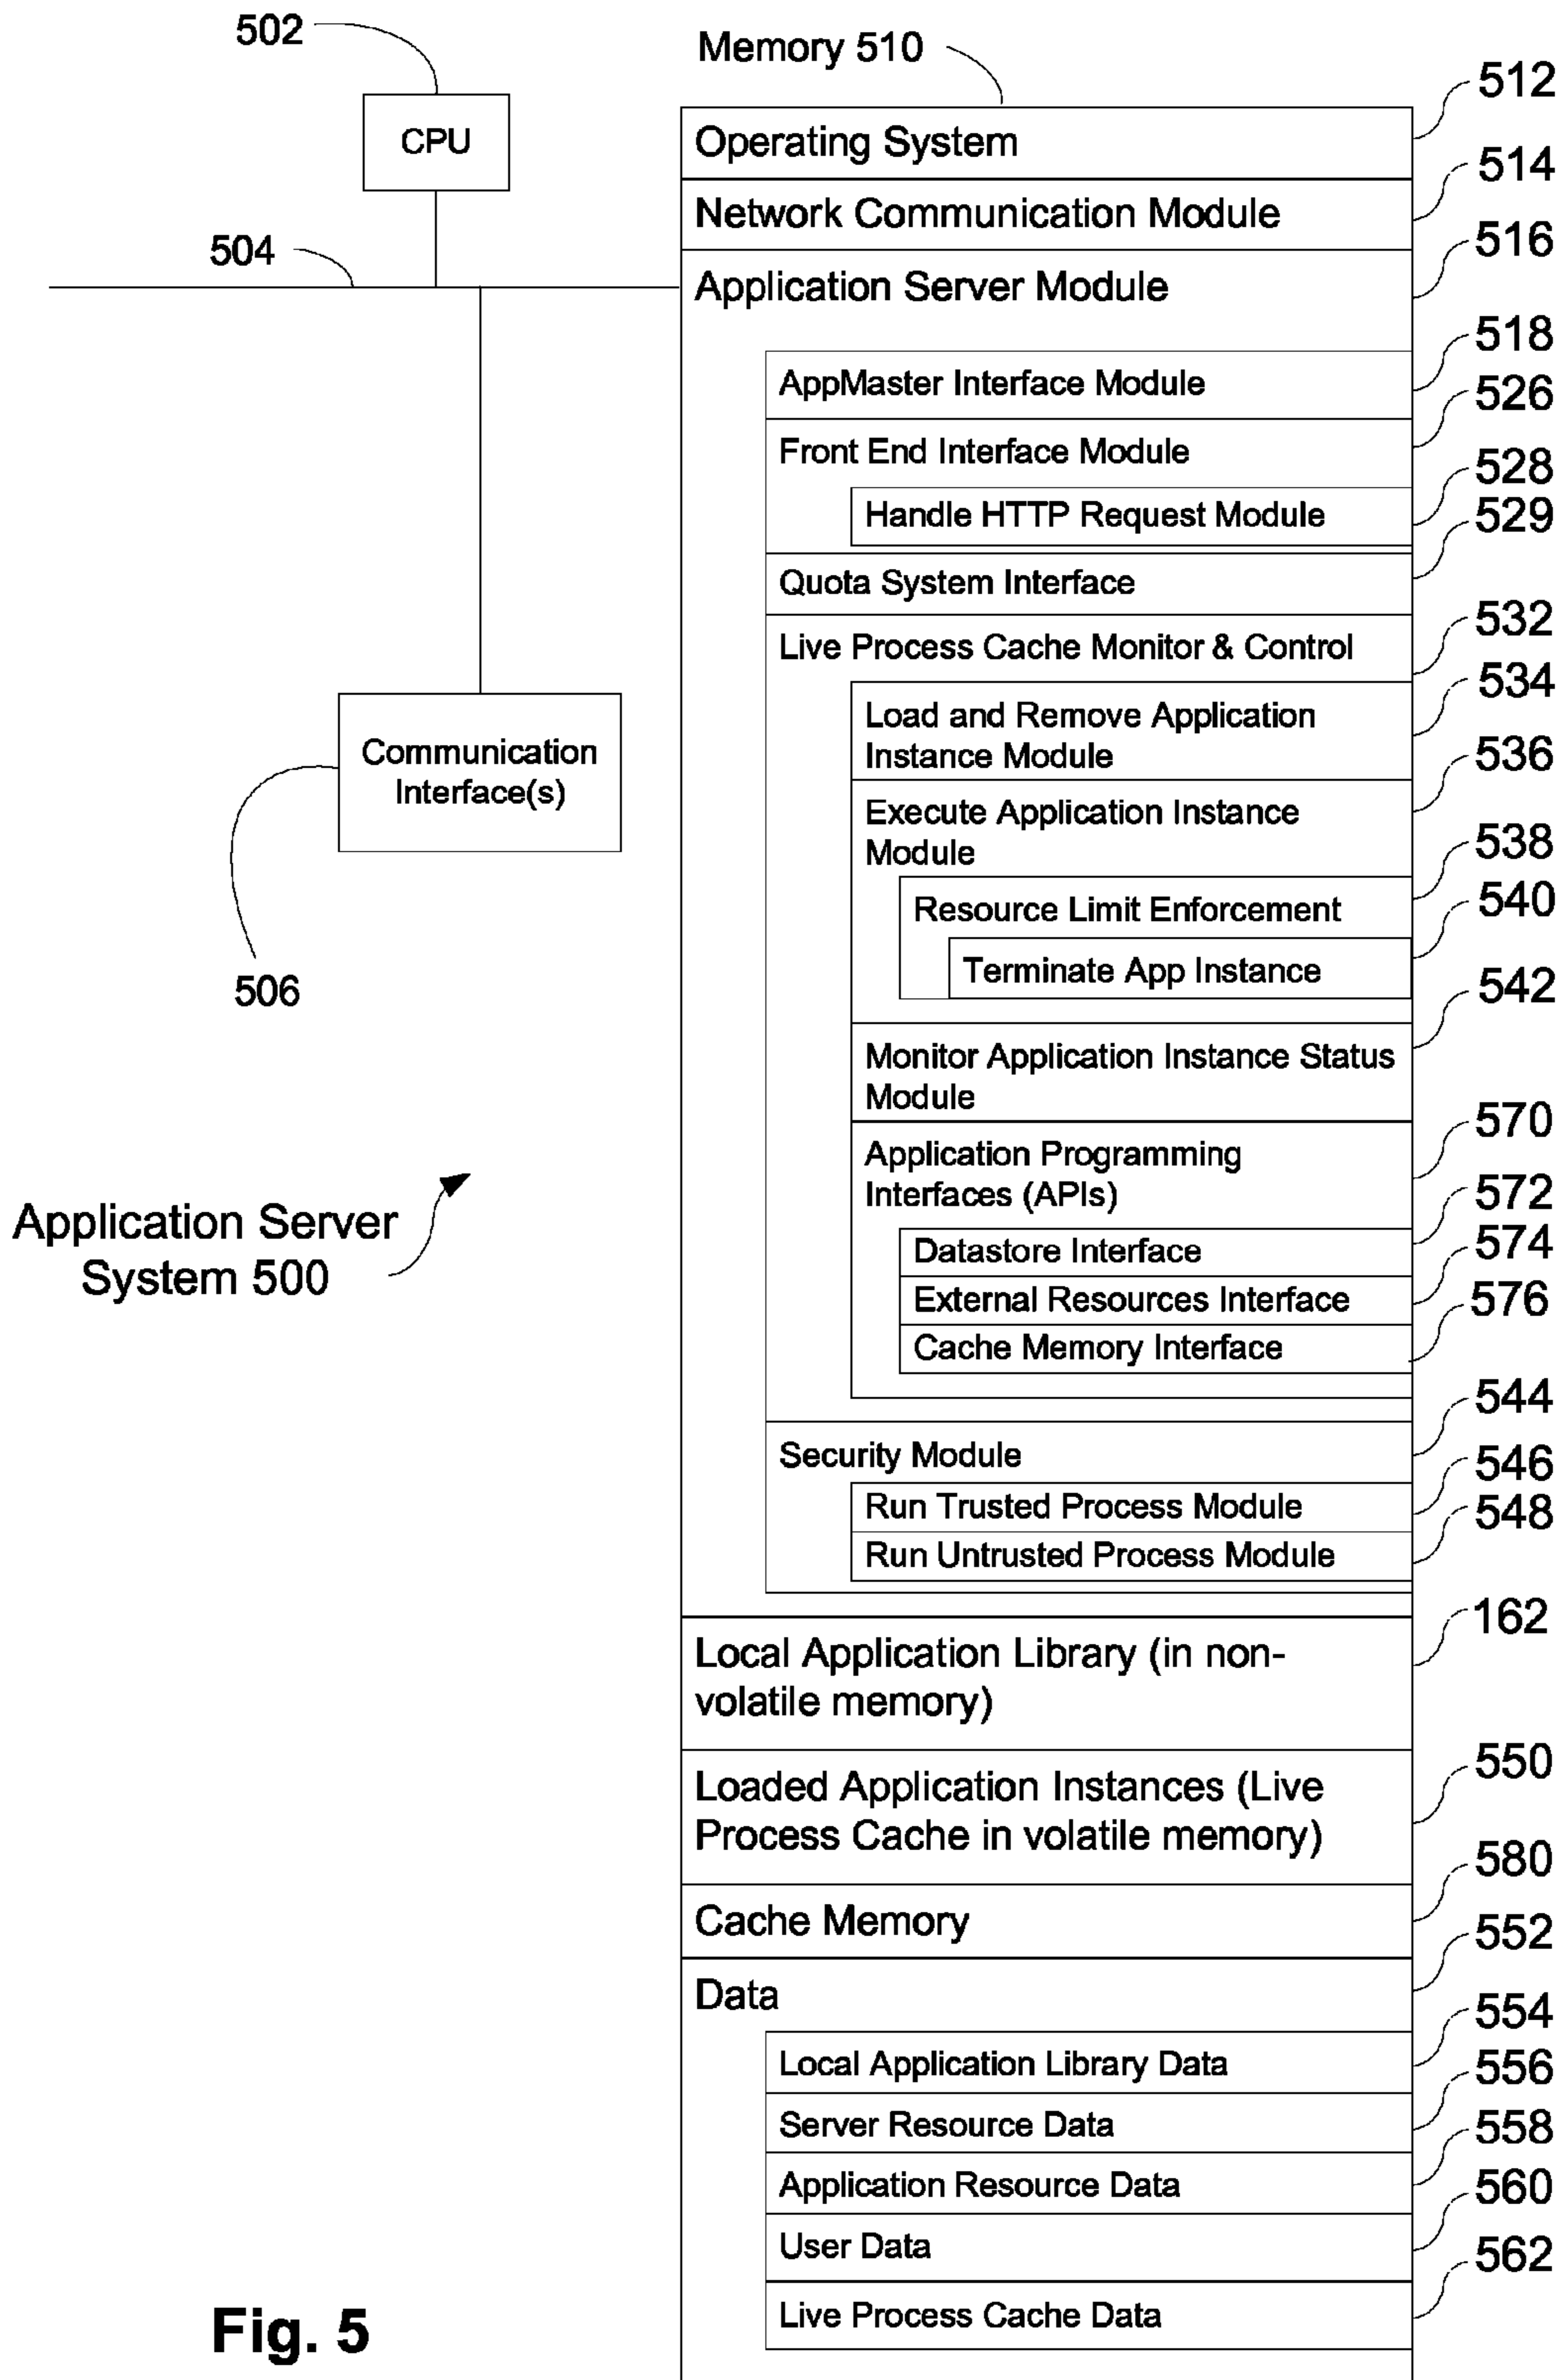 502
Memory 510
512
CPU
Operating System
514
Network Communication Module
516
504
Application Server Module
518
AppMaster Interface Module
526
Front End Interface Module
528
Handle HTTP Request Module
529
Quota System Interface
532
Live Process Cache Monitor & Control
534
Load and Remove Application
Instance Module
536
Communication
Interface(s)
506
Execute Application Instance
Module
538
Resource Limit Enforcement
540
Terminate App Instance
542
Monitor Application Instance Status
Module
570
Application Programming
Interfaces (APIs)
572
Application Server
System 500
Datastore Interface
574
External Resources Interface
576
Cache Memory Interface
544
Security Module
546
Run Trusted Process Module
548
Run Untrusted Process Module
162
Local Application Library (in non-
volatile memory)
550
Loaded Application Instances (Live
Process Cache in volatile memory)
580
Cache Memory
552
Data
554
Local Application Library Data
556
Server Resource Data
558
Application Resource Data
560
User Data
562
Live Process Cache Data
Fig. 5